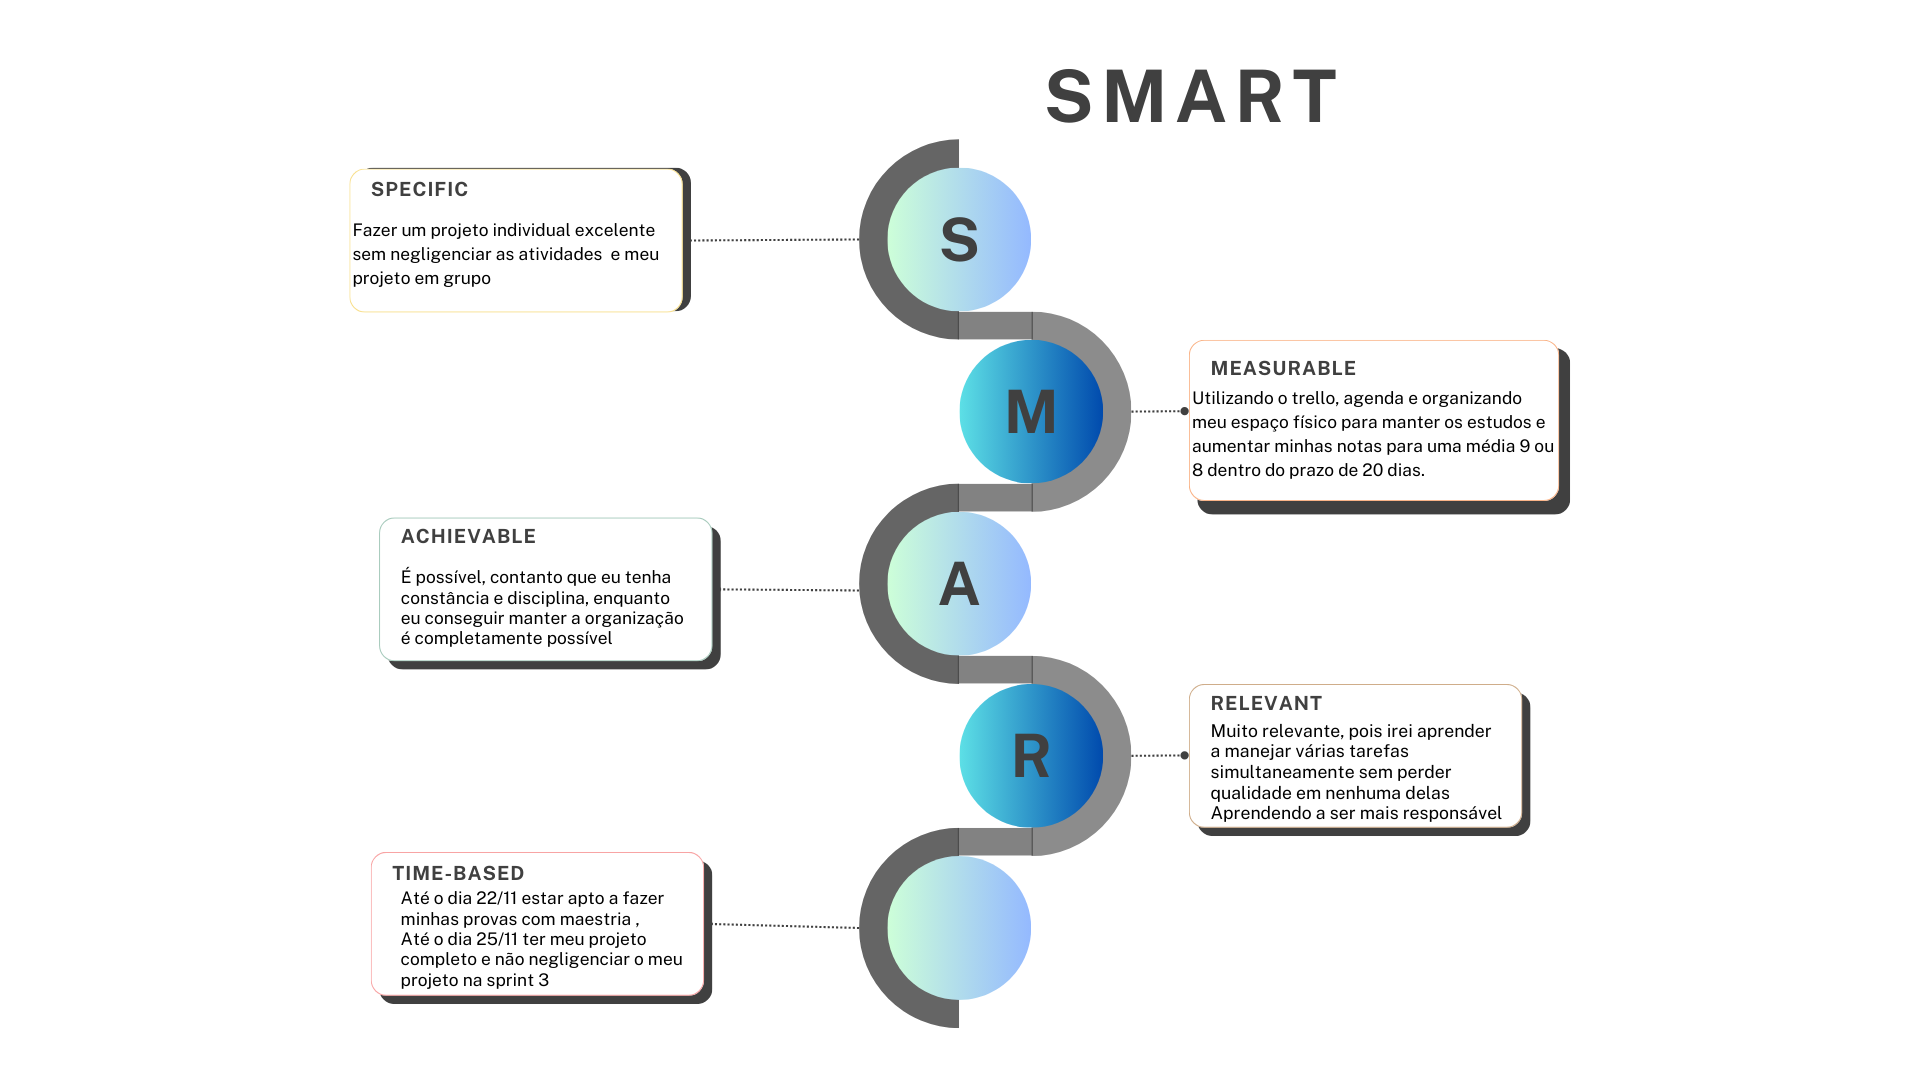 SMART
SPECIFIC
Fazer um projeto individual excelente
sem negligenciar as atividades  e meu
projeto em grupo
S
M
MEASURABLE
Utilizando o trello, agenda e organizando
meu espaço físico para manter os estudos e
aumentar minhas notas para uma média 9 ou
8 dentro do prazo de 20 dias.
ACHIEVABLE
É possível, contanto que eu tenha
constância e disciplina, enquanto
eu conseguir manter a organização
é completamente possível
A
R
RELEVANT
Muito relevante, pois irei aprender
a manejar várias tarefas
simultaneamente sem perder
qualidade em nenhuma delas
Aprendendo a ser mais responsável
TIME-BASED
Até o dia 22/11 estar apto a fazer
minhas provas com maestria ,
Até o dia 25/11 ter meu projeto
completo e não negligenciar o meu
projeto na sprint 3